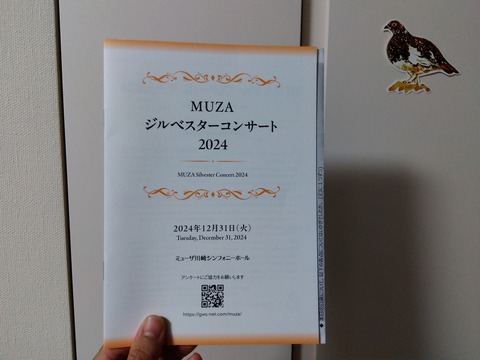 MUZA
ジルベスターコンサート
2024
MUZA Silvester Concert 2024
2024年12月31日(火)
Tuesday, December 31, 2024
ミューザ川崎シンフォニーホール
アンケートにご協力をお願いします
https://gws-net.com/muza/